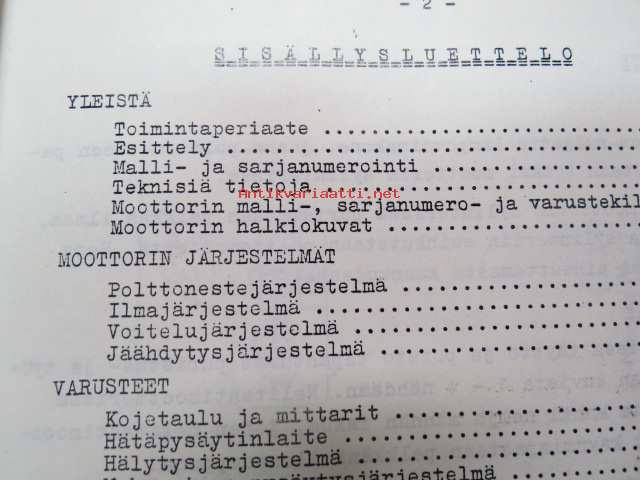 - 2 -
SISÄLLYSLUETTELO
YLEISTÄ
Toimintaperiaate
Esittely
Malli- ja sarjanumerointi
Teknisiä tietoja
Antikvariaatti.net
Moottorin malli-, sarjanumero- ja varustekil
Moottorin halkiokuvat
MOOTTORIN JÄRJESTELMÄT
Polttonestejärjestelmä
Ilmajärjestelmä
Voitelujärjestelmä
Jäähdytysjärjestelmä
VARUSTEET
Kojetaulu ja mittarit
Hätäpysäytinlaite
Hälytysjärjestelmä